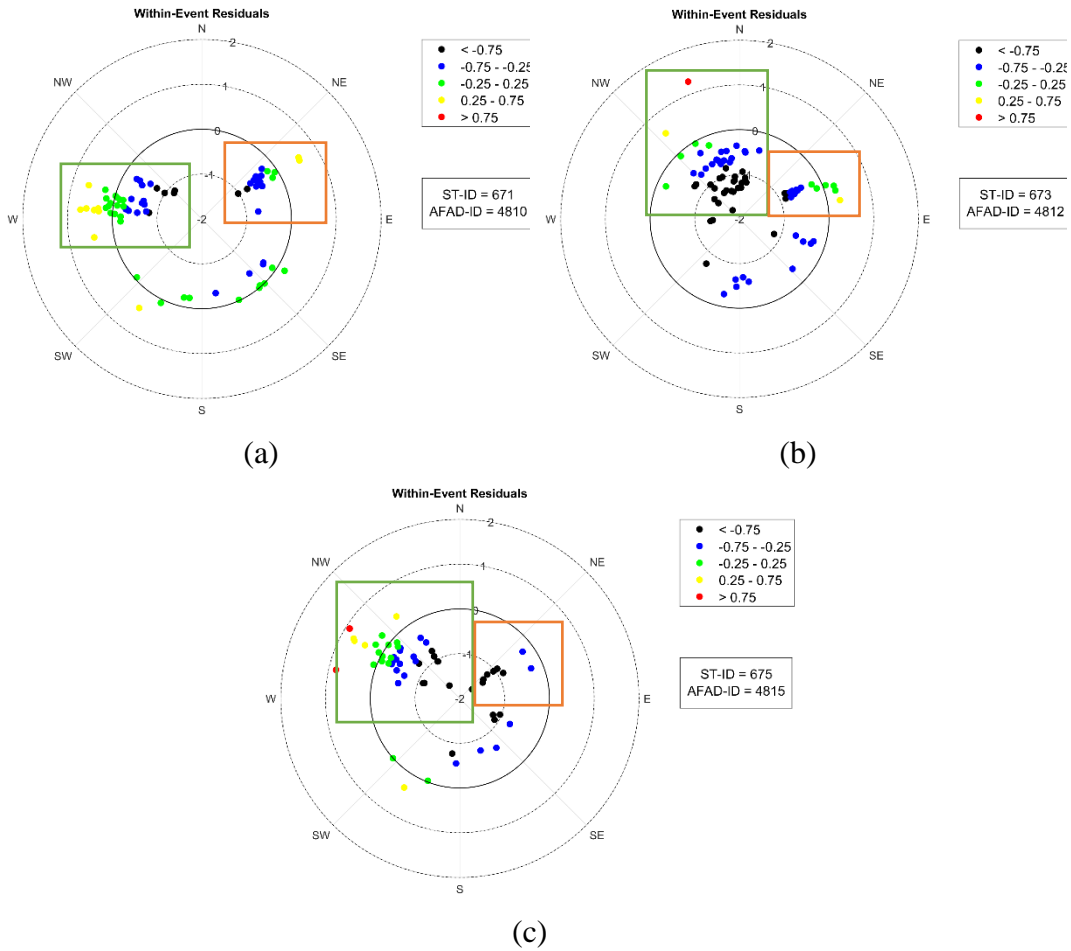 Within-Event Residuals
N
NE
E
SE
S
SW
W
NW
2
1
0
-1
-2
< -0.75
-0.75 - -0.25
-0.25 - 0.25
0.25 - 0.75
> 0.75
ST-ID = 671
AFAD-ID = 4810
(a)
Within-Event Residuals
N
NE
E
SE
S
SW
W
NW
2
1
0
-1
-2
< -0.75
-0.75 - -0.25
-0.25 - 0.25
0.25 - 0.75
> 0.75
ST-ID = 673
AFAD-ID = 4812
(b)
Within-Event Residuals
N
NE
E
SE
S
SW
W
NW
2
1
0
-1
-2
< -0.75
-0.75 - -0.25
-0.25 - 0.25
0.25 - 0.75
> 0.75
ST-ID = 675
AFAD-ID = 4815
(c)